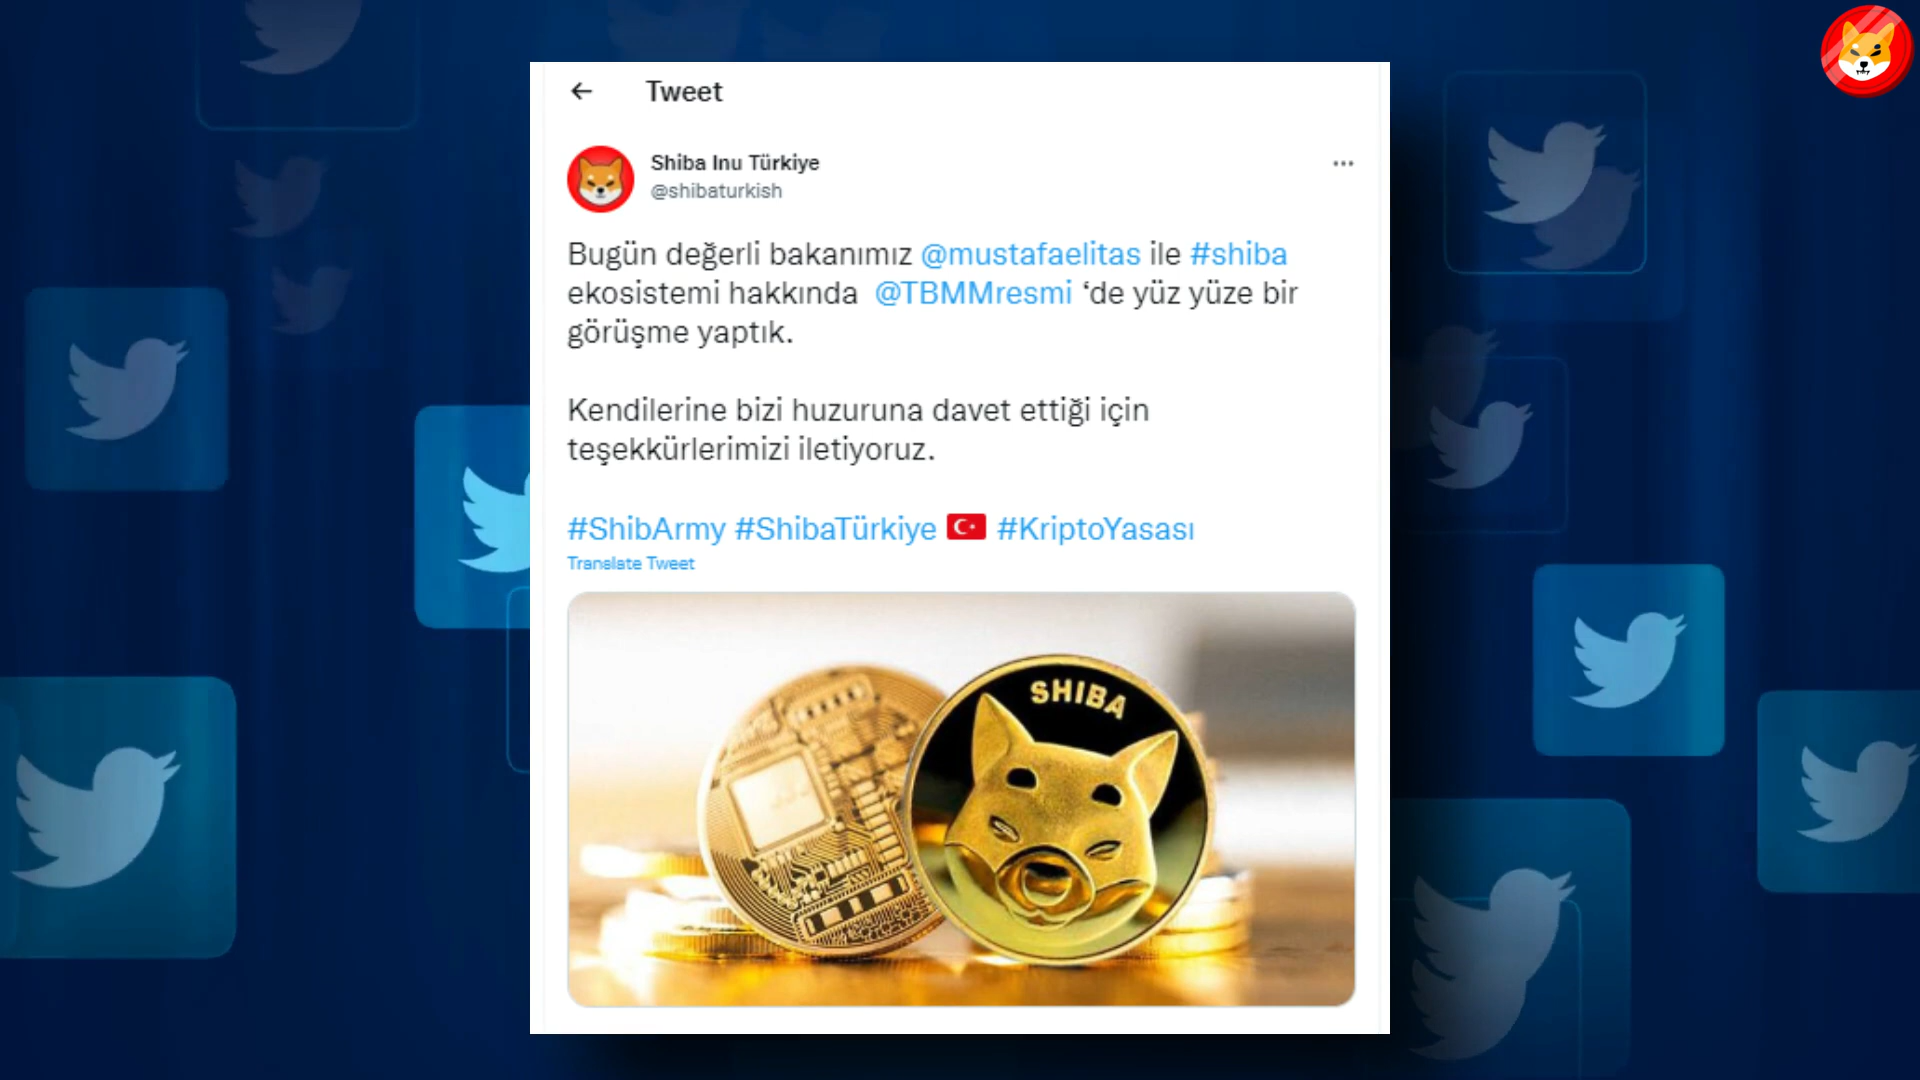 Tweet
Shiba Inu Türkiye
@shibaturkish
Bugün değerli bakanımız @mustafaelitas ile #shiba
ekosistemi hakkında @TBMMresmi ‘de yüz yüze bir
görüşme yaptık.
Kendilerine bizi huzuruna davet ettiği için
teşekkürlerimizi iletiyoruz.
#ShibArmy #ShibaTürkiye 🇹🇷 #KriptoYasası
Translate Tweet
SHIBA